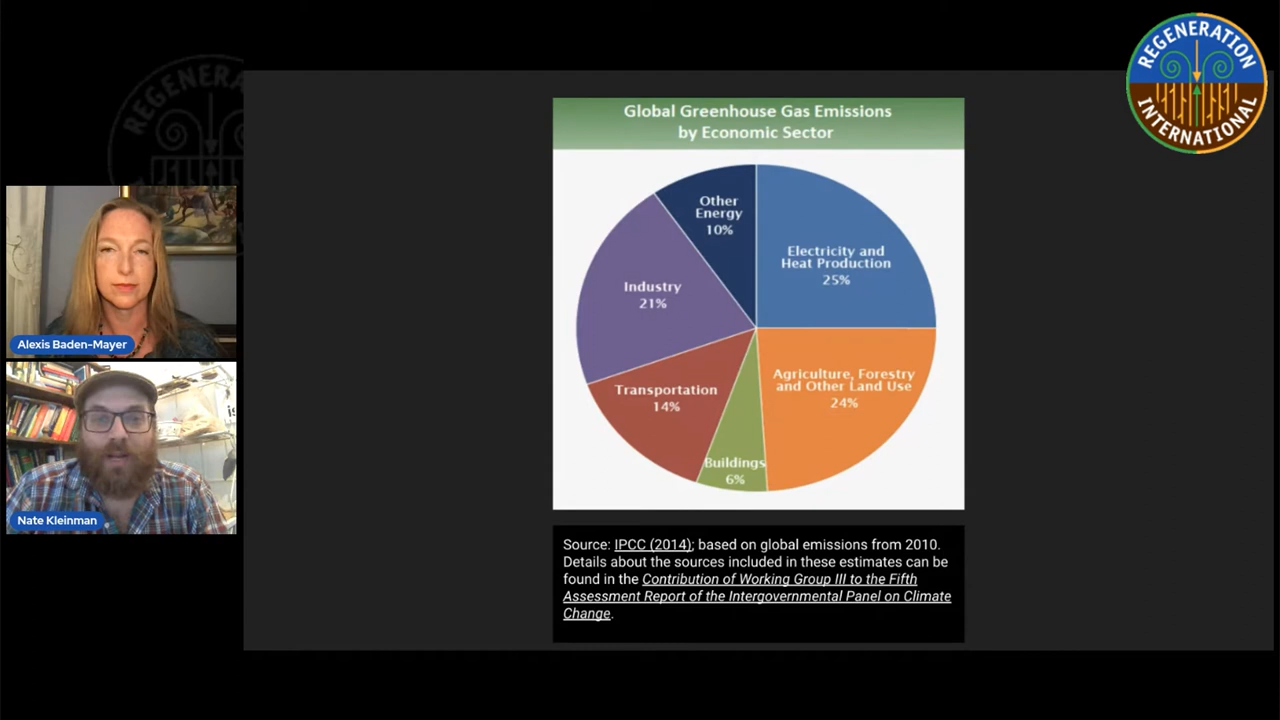 REGENERATION
INTERNATIONAL
Global Greenhouse Gas Emissions
by Economic Sector
Other
Energy
10%
Electricity and
Heat Production
25%
Industry
21%
Agriculture, Forestry
and Other Land Use
24%
Transportation
14%
Buildings
6%
Alexis Baden-Mayer
Nate Kleinman
Source: IPCC (2014); based on global emissions from 2010.
Details about the sources included in these estimates can be
found in the Contribution of Working Group III to the Fifth
Assessment Report of the Intergovernmental Panel on Climate
Change.